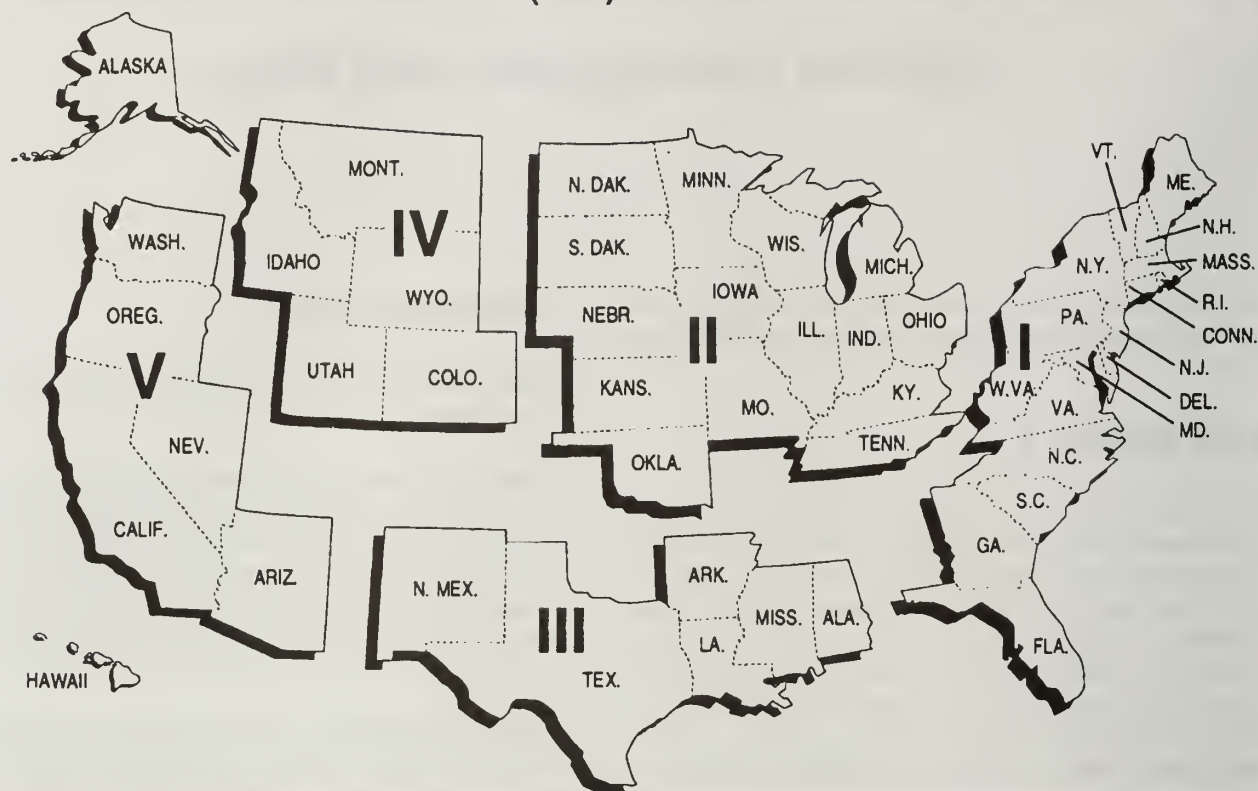 ALASKA
MONT.
IV
IDAHO
WYO.
UTAH
COLO.
WASH.
OREG.
V
NEV.
CALIF.
ARIZ.
HAWAII
N. DAK.
MINN.
S. DAK.
WIS.
MICH.
NEBR.
IOWA
II
ILL.
IND.
OHIO
KANS.
MO.
KY.
TENN.
OKLA.
N. MEX.
III
TEX.
ARK.
LA.
MISS.
ALA.
VT.
ME.
N.H.
MASS.
N.Y.
R.I.
CONN.
PA.
I
N.J.
DEL.
MD.
W.VA.
VA.
N.C.
S.C.
GA.
FLA.